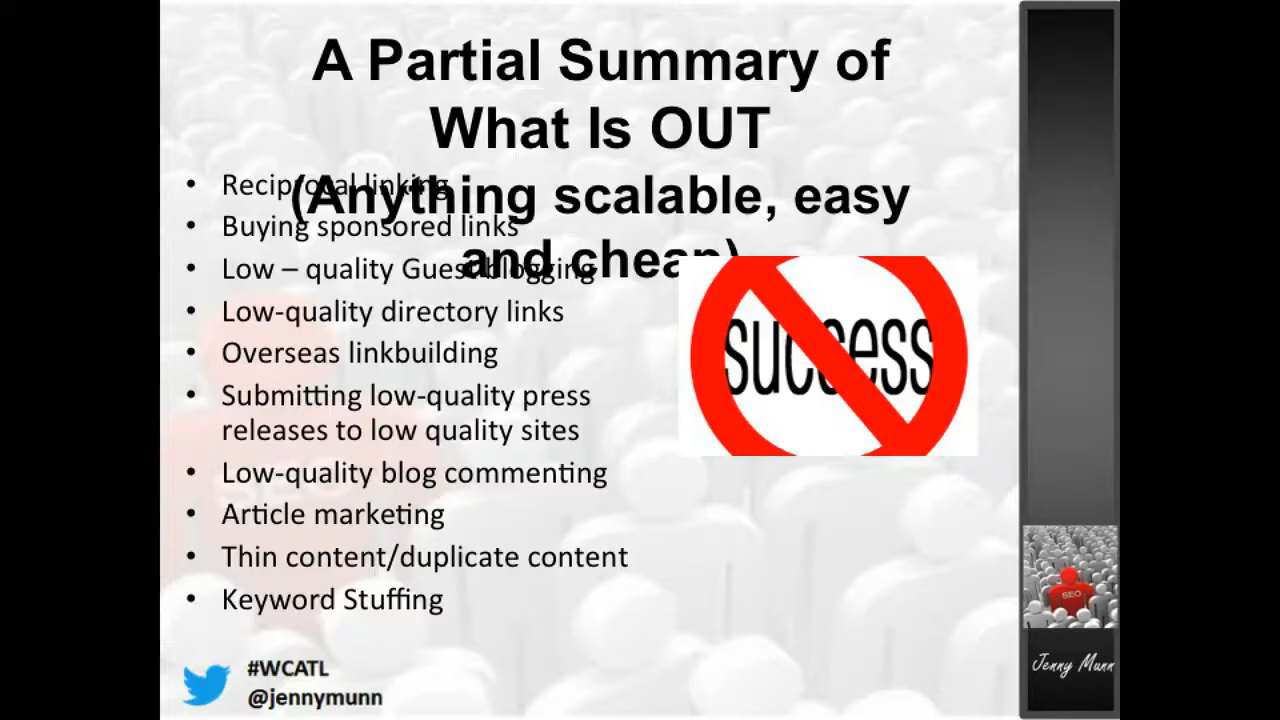 A Partial Summary of
What Is OUT
(Anything scalable, easy
and cheap)
• Reciprocal linking
• Buying sponsored links
• Low – quality Guest blogging
• Low-quality directory links
• Overseas linkbuilding
• Submitting low-quality press
releases to low quality sites
• Low-quality blog commenting
• Article marketing
• Thin content/duplicate content
• Keyword Stuffing
success
SEO
Jenny Munn
#WCATL
@jennymunn